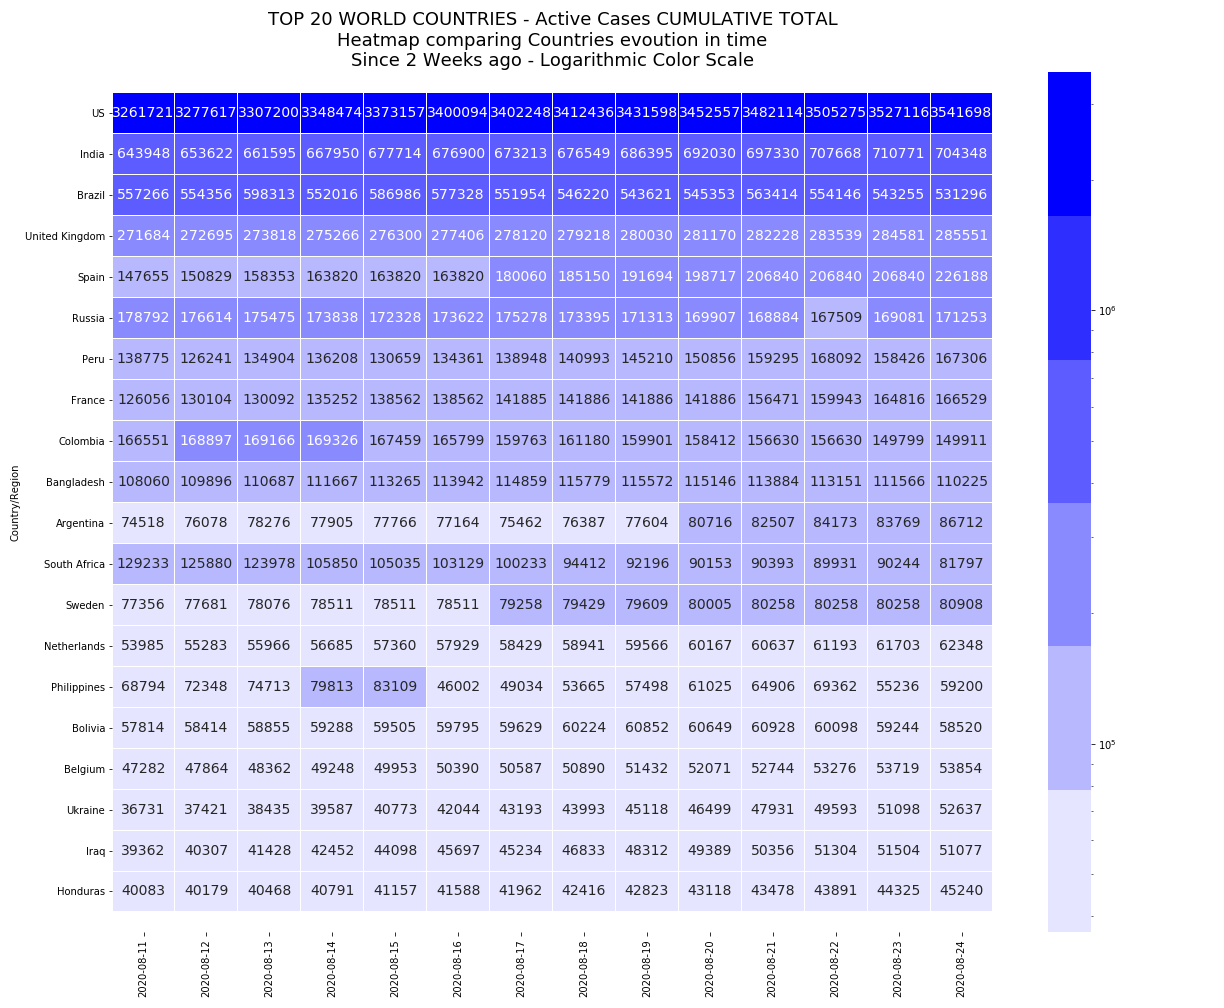 TOP 20 WORLD COUNTRIES - Active Cases CUMULATIVE TOTAL
Heatmap comparing Countries evoution in time
Since 2 Weeks ago - Logarithmic Color Scale
Country/Region
US 3261721 3277617 3307200 3348474 3373157 3400094 3402248 3412436 3431598 3452557 3482114 3505275 3527116 3541698
India 643948 653622 661595 667950 677714 676900 673213 676549 686395 692030 697330 707668 710771 704348
Brazil 557266 554356 598313 552016 586986 577328 551954 546220 543621 545353 563414 554146 543255 531296
United Kingdom 271684 272695 273818 275266 276300 277406 278120 279218 280030 281170 282228 283539 284581 285551
Spain 147655 150829 158353 163820 163820 163820 180060 185150 191694 198717 206840 206840 206840 226188
Russia 178792 176614 175475 173838 172328 173622 175278 173395 171313 169907 168884 167509 169081 171253
Peru 138775 126241 134904 136208 130659 134361 138948 140993 145210 150856 159295 168092 158426 167306
France 126056 130104 130092 135252 138562 138562 141885 141886 141886 141886 156471 159943 164816 166529
Colombia 166551 168897 169166 169326 167459 165799 159763 161180 159901 158412 156630 156630 149799 149911
Bangladesh 108060 109896 110687 111667 113265 113942 114859 115779 115572 115146 113884 113151 111566 110225
Argentina 74518 76078 78276 77905 77766 77164 75462 76387 77604 80716 82507 84173 83769 86712
South Africa 129233 125880 123978 105850 105035 103129 100233 94412 92196 90153 90393 89931 90244 81797
Sweden 77356 77681 78076 78511 78511 78511 79258 79429 79609 80005 80258 80258 80258 80908
Netherlands 53985 55283 55966 56685 57360 57929 58429 58941 59566 60167 60637 61193 61703 62348
Philippines 68794 72348 74713 79813 83109 46002 49034 53665 57498 61025 64906 69362 55236 59200
Bolivia 57814 58414 58855 59288 59505 59795 59629 60224 60852 60649 60928 60098 59244 58520
Belgium 47282 47864 48362 49248 49953 50390 50587 50890 51432 52071 52744 53276 53719 53854
Ukraine 36731 37421 38435 39587 40773 42044 43193 43993 45118 46499 47931 49593 51098 52637
Iraq 39362 40307 41428 42452 44098 45697 45234 46833 48312 49389 50356 51304 51504 51077
Honduras 40083 40179 40468 40791 41157 41588 41962 42416 42823 43118 43478 43891 44325 45240
2020-08-11 2020-08-12 2020-08-13 2020-08-14 2020-08-15 2020-08-16 2020-08-17 2020-08-18 2020-08-19 2020-08-20 2020-08-21 2020-08-22 2020-08-23 2020-08-24
10⁶
10⁵